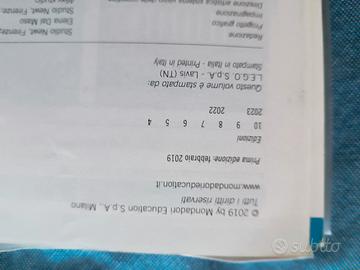 © 2019 by Mondadori Education S.p.A., Milano
Tutti i diritti riservati
www.mondadorieducation.it
Prima edizione: febbraio 2019
Edizioni
10 9 8 7 6 5 4
2023 2022
Questo volume è stampato da:
L.E.G.O. S.p.A. - Lavis (TN)
Stampato in Italia - Printed in Italy
Redazione
Progetto grafico
Impaginazione
Direzione artistica
Studio Newt, Firenze
Elena Dal Maso
Studio Newt, Firenze
subito